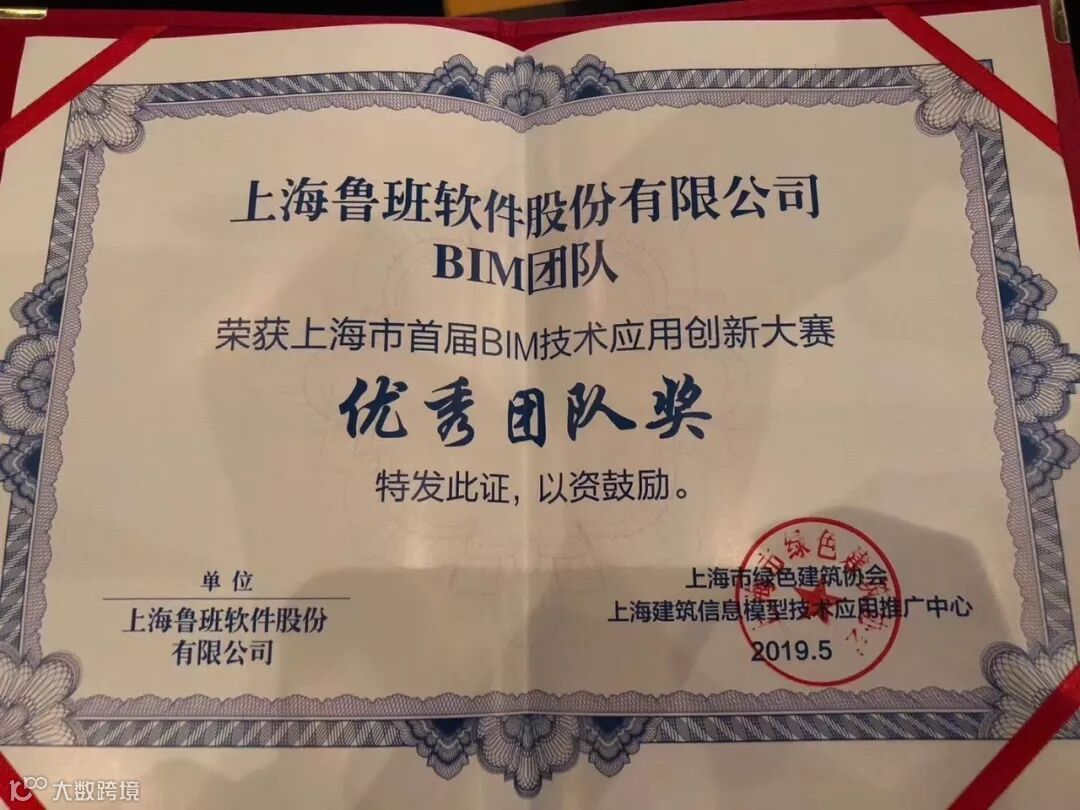 上海鲁班软件股份有限公司
BIM团队
荣获上海市首届BIM技术应用创新大赛
优秀团队奖
特发此证，以资鼓励。
单位
上海鲁班软件股份
有限公司
上海市绿色建筑协会
上海建筑信息模型技术应用推广中心
2019.5
市绿色建
大数跨境